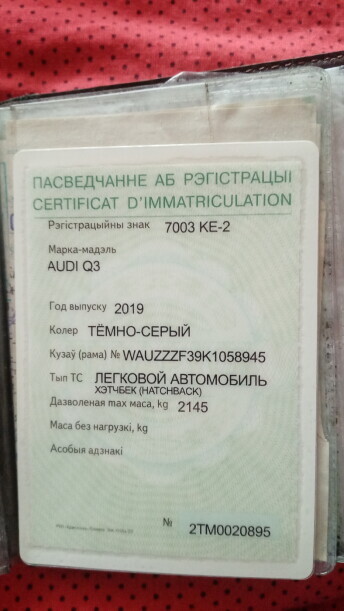 ПАСВЕДЧАННЕ АБ РЭГІСТРАЦЫІ
CERTIFICAT D'IMMATRICULATION
Рэгістрацыйны знак 7003 KE-2
Марка-мадэль
AUDI Q3
Год выпуску 2019
Колер ТЁМНО-СЕРЫЙ
Кузаў (рама) № WAUZZZF39K1058945
Тып ТС ЛЕГКОВОЙ АВТОМОБИЛЬ
ХЭТЧБЕК (HATCHBACK)
Дазволеная max маса, kg 2145
Маса без нагрузкі, kg
Асобыя адзнакі
№ 2TM0020895